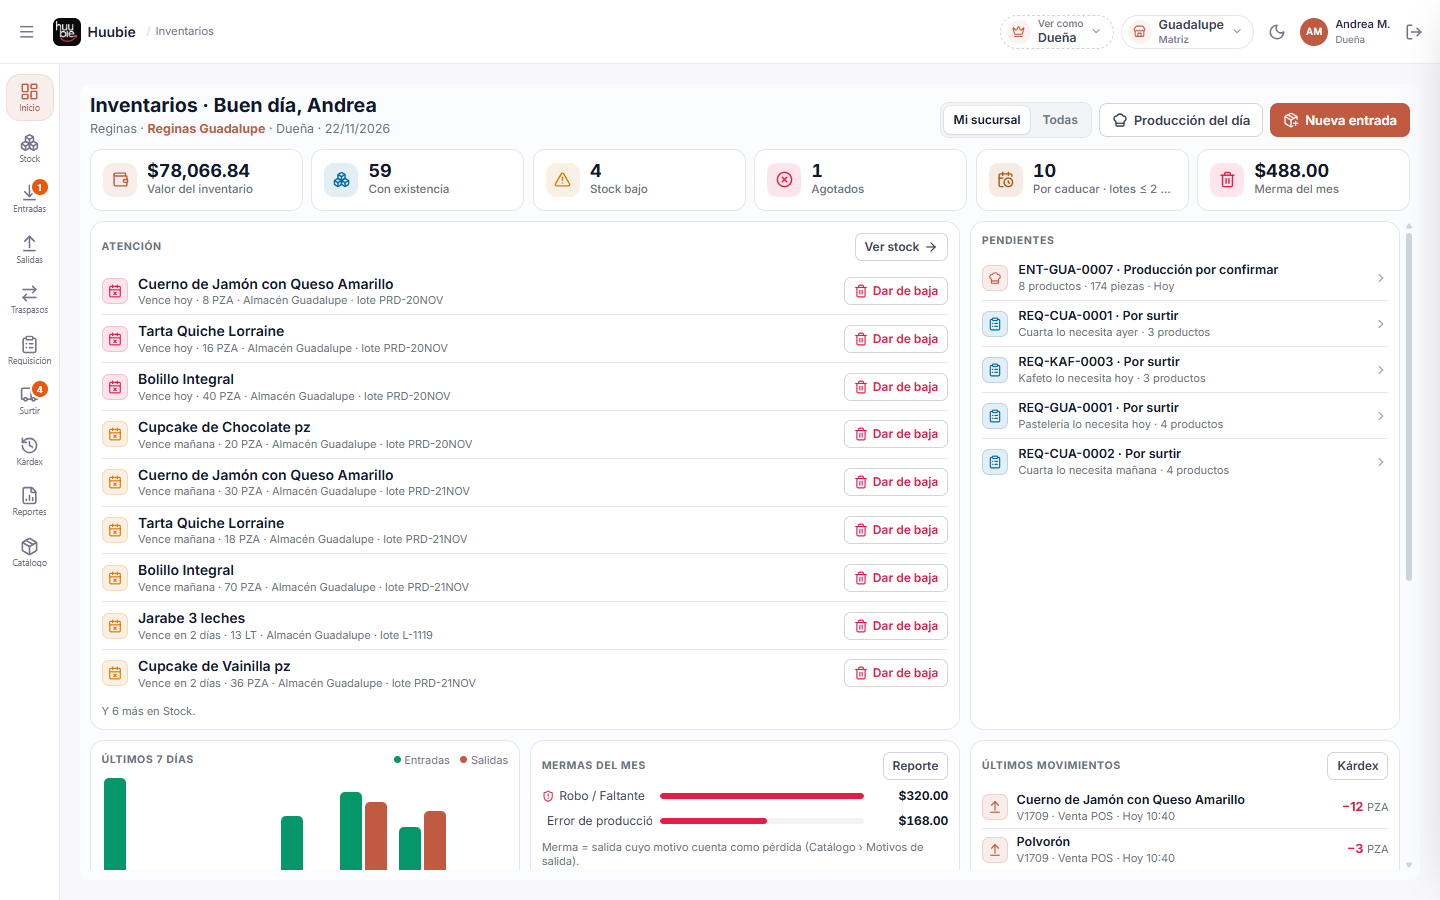 huu
bie
Huubie
/ Inventarios
Ver como
Dueña
Guadalupe
Matriz
AM
Andrea M.
Dueña
Inicio
Stock
1
Entradas
Salidas
Traspasos
Requisición
4
Surtir
Kárdex
Reportes
Catálogo
Inventarios · Buen día, Andrea
Reginas · Reginas Guadalupe · Dueña · 22/11/2026
Mi sucursal
Todas
Producción del día
Nueva entrada
$78,066.84
Valor del inventario
59
Con existencia
4
Stock bajo
1
Agotados
10
Por caducar · lotes ≤ 2 ...
$488.00
Merma del mes
ATENCIÓN
Ver stock →
Cuerno de Jamón con Queso Amarillo
Vence hoy · 8 PZA · Almacén Guadalupe · lote PRD-20NOV
Dar de baja
Tarta Quiche Lorraine
Vence hoy · 16 PZA · Almacén Guadalupe · lote PRD-20NOV
Dar de baja
Bolillo Integral
Vence hoy · 40 PZA · Almacén Guadalupe · lote PRD-20NOV
Dar de baja
Cupcake de Chocolate pz
Vence mañana · 20 PZA · Almacén Guadalupe · lote PRD-20NOV
Dar de baja
Cuerno de Jamón con Queso Amarillo
Vence mañana · 30 PZA · Almacén Guadalupe · lote PRD-21NOV
Dar de baja
Tarta Quiche Lorraine
Vence mañana · 18 PZA · Almacén Guadalupe · lote PRD-21NOV
Dar de baja
Bolillo Integral
Vence mañana · 70 PZA · Almacén Guadalupe · lote PRD-21NOV
Dar de baja
Jarabe 3 leches
Vence en 2 días · 13 LT · Almacén Guadalupe · lote L-1119
Dar de baja
Cupcake de Vainilla pz
Vence en 2 días · 36 PZA · Almacén Guadalupe · lote PRD-21NOV
Dar de baja
Y 6 más en Stock.
PENDIENTES
ENT-GUA-0007 · Producción por confirmar
8 productos · 174 piezas · Hoy
REQ-CUA-0001 · Por surtir
Cuarta lo necesita ayer · 3 productos
REQ-KAF-0003 · Por surtir
Kafeto lo necesita hoy · 3 productos
REQ-GUA-0001 · Por surtir
Pastelería lo necesita hoy · 4 productos
REQ-CUA-0002 · Por surtir
Cuarta lo necesita mañana · 4 productos
ÚLTIMOS 7 DÍAS
Entradas
Salidas
MERMAS DEL MES
Reporte
Robo / Faltante
$320.00
Error de producció
$168.00
Merma = salida cuyo motivo cuenta como pérdida (Catálogo › Motivos de
salida).
ÚLTIMOS MOVIMIENTOS
Kárdex
Cuerno de Jamón con Queso Amarillo
V1709 · Venta POS · Hoy 10:40
−12 PZA
Polvorón
V1709 · Venta POS · Hoy 10:40
−3 PZA